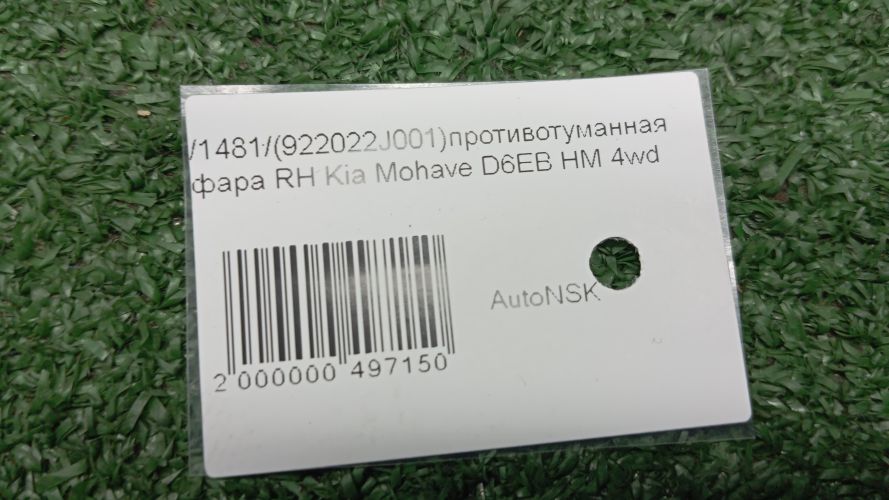 /1481/(922022J001)противотуманная
фара RH Kia Mohave D6EB HM 4wd
AutoNSK
2 000000 497150